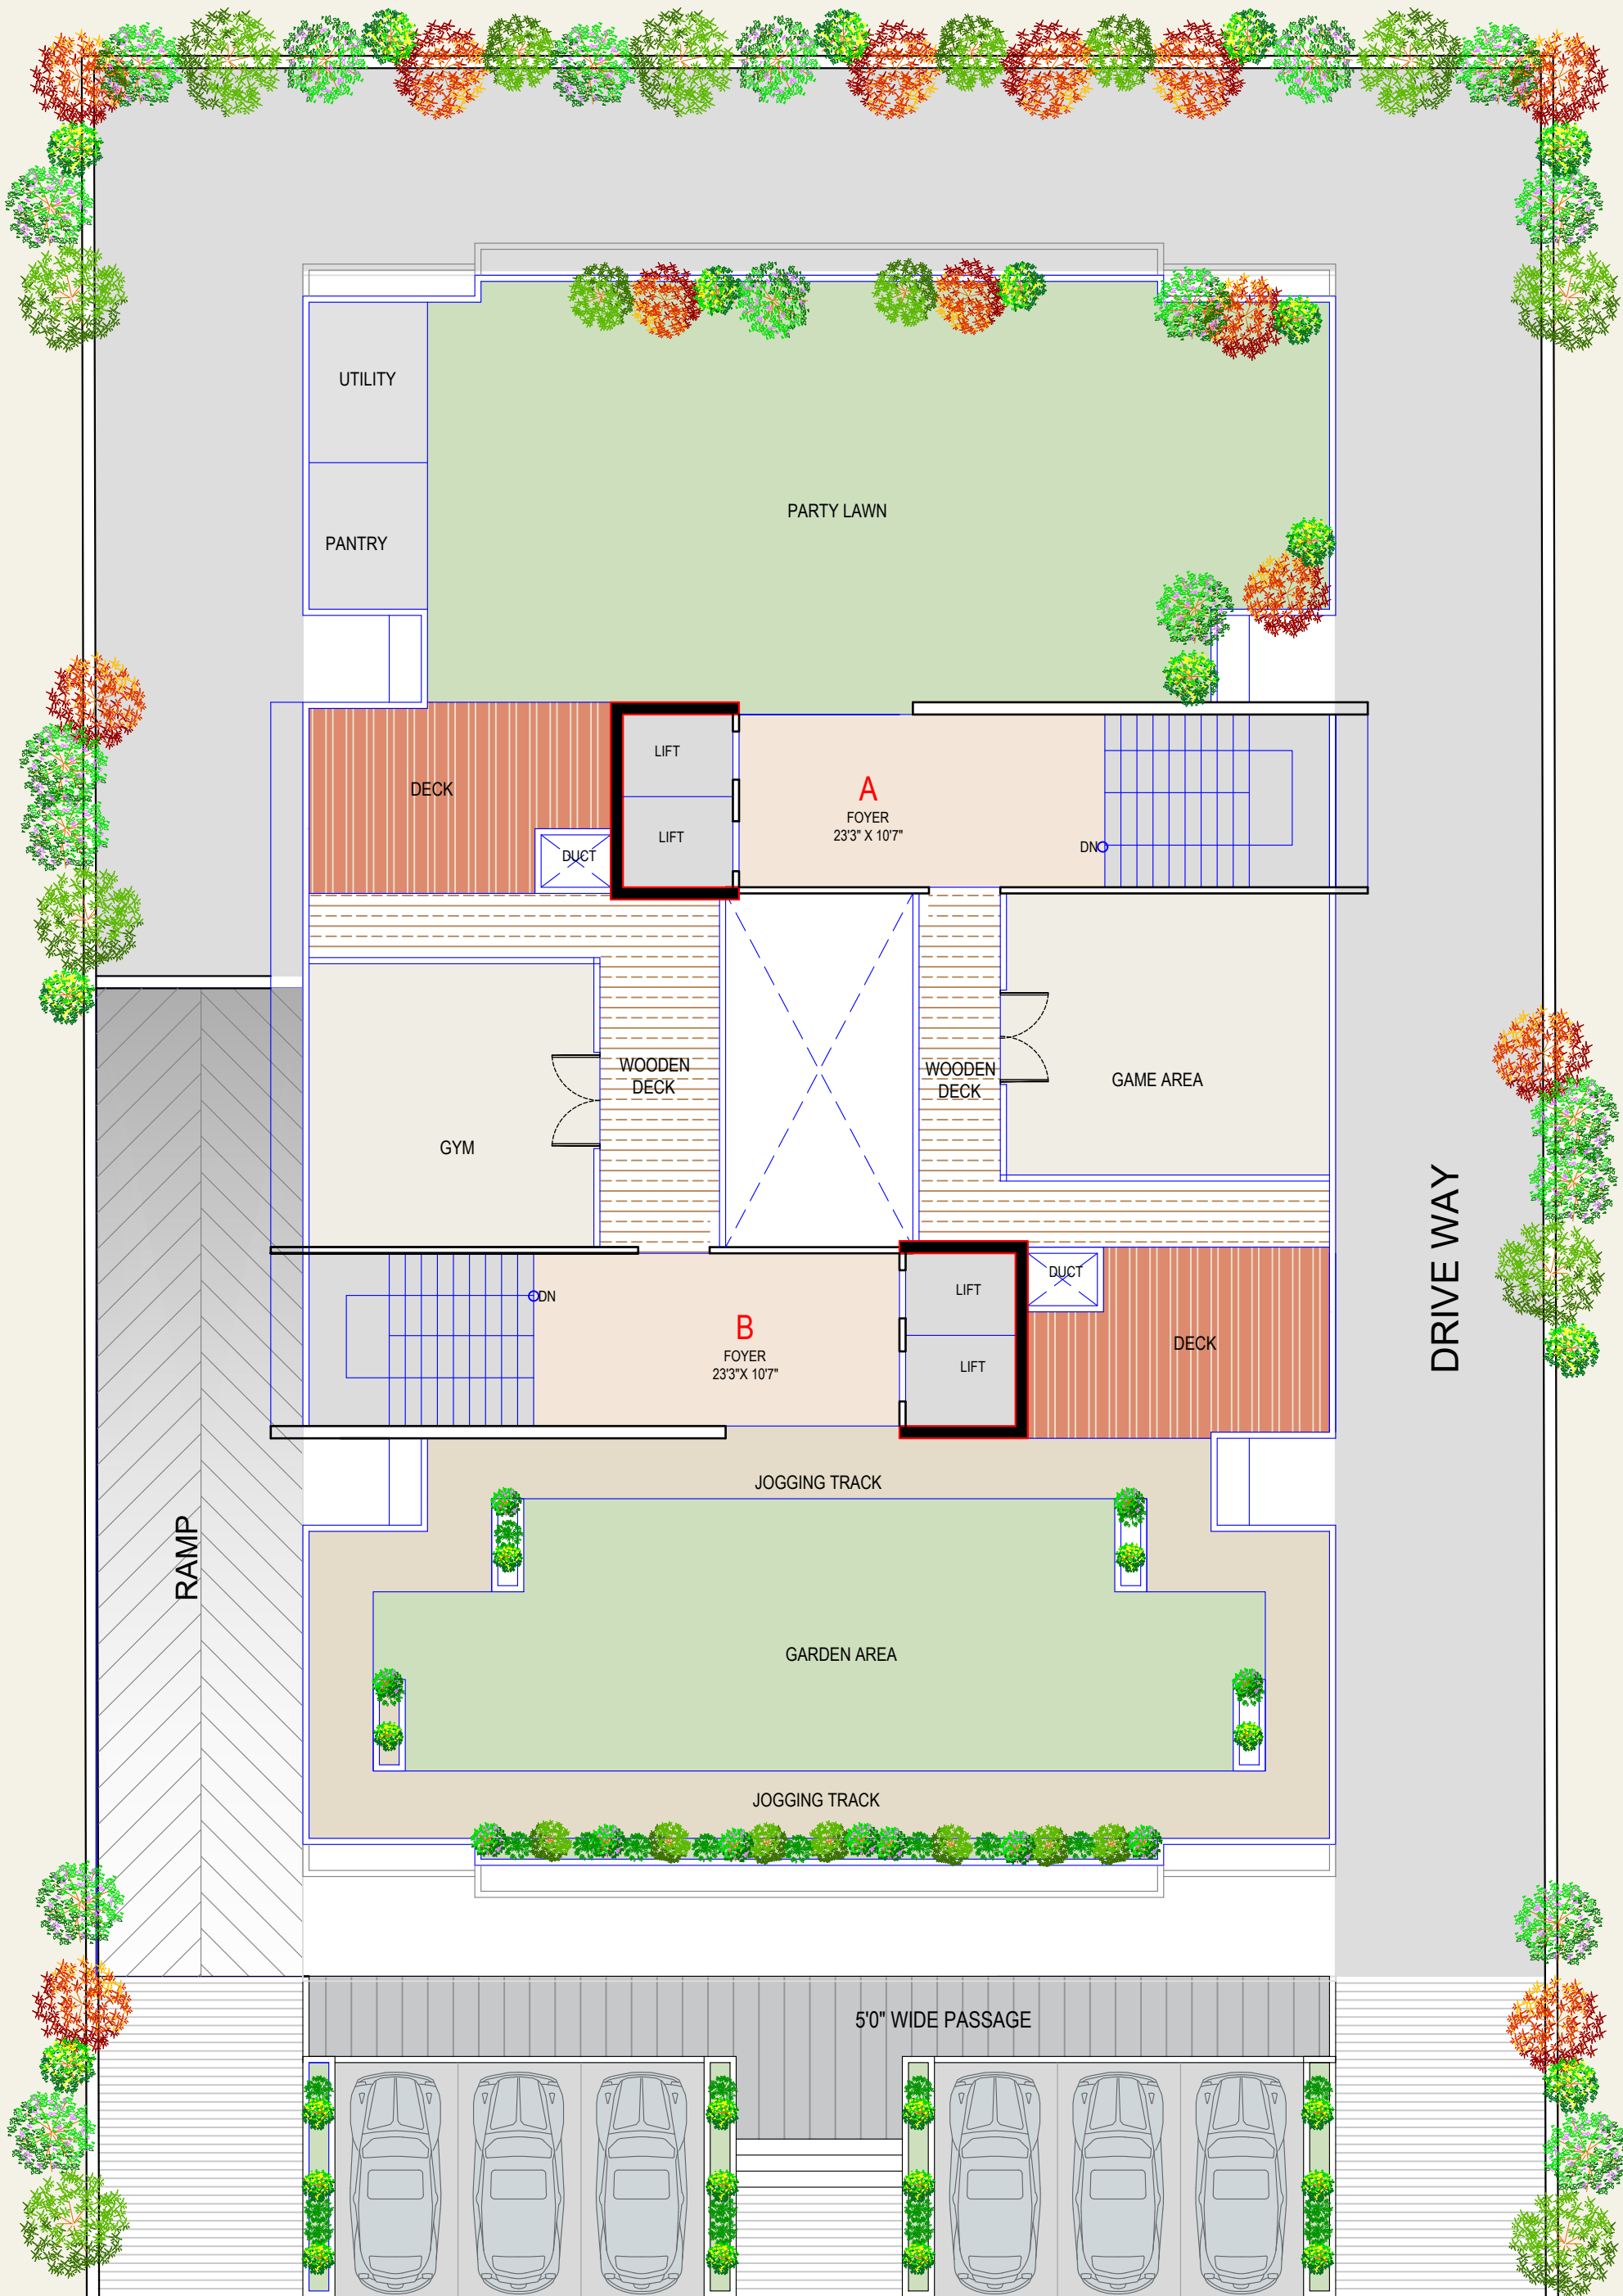 UTILITY
PARTY LAWN
PANTRY
LIFT
DECK
A
FOYER
23'3" X 10'7"
LIFT
DUCT
DN
WOODEN
DECK
WOODEN
DECK
GAME AREA
GYM
DRIVE WAY
DUCT
LIFT
DN
B
FOYER
23'3"X 10'7"
DECK
LIFT
JOGGING TRACK
RAMP
GARDEN AREA
JOGGING TRACK
5'0" WIDE PASSAGE